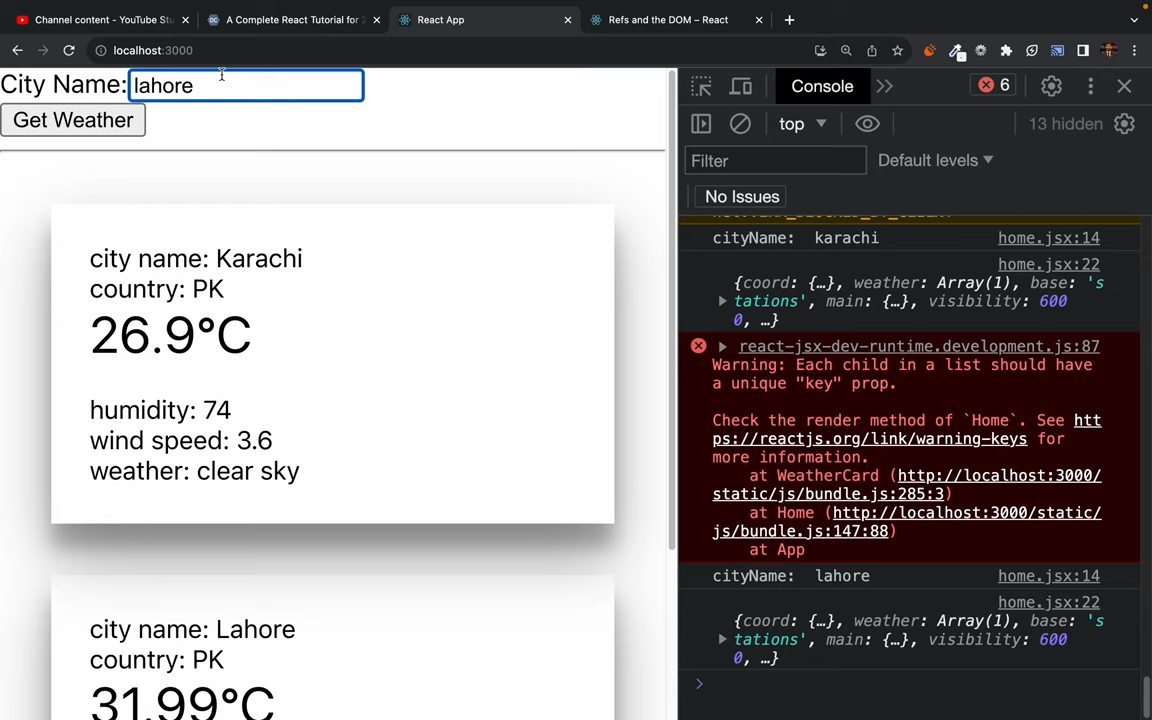 Channel content - YouTube Stu
A Complete React Tutorial for 2
React App
Refs and the DOM – React
localhost:3000
City Name:
lahore
Get Weather
city name: Karachi
country: PK
26.9°C
humidity: 74
wind speed: 3.6
weather: clear sky
city name: Lahore
country: PK
31.99°C
Console
6
top
13 hidden
Filter
Default levels
No Issues
cityName: karachi
home.jsx:14
home.jsx:22
{coord: {…}, weather: Array(1), base: 's
tations', main: {…}, visibility: 600
0, …}
react-jsx-dev-runtime.development.js:87
Warning: Each child in a list should have
a unique "key" prop.
Check the render method of `Home`. See htt
ps://reactjs.org/link/warning-keys for
more information.
at WeatherCard (http://localhost:3000/
static/js/bundle.js:285:3)
at Home (http://localhost:3000/static/
js/bundle.js:147:88)
at App
cityName: lahore
home.jsx:14
home.jsx:22
{coord: {…}, weather: Array(1), base: 's
tations', main: {…}, visibility: 600
0, …}